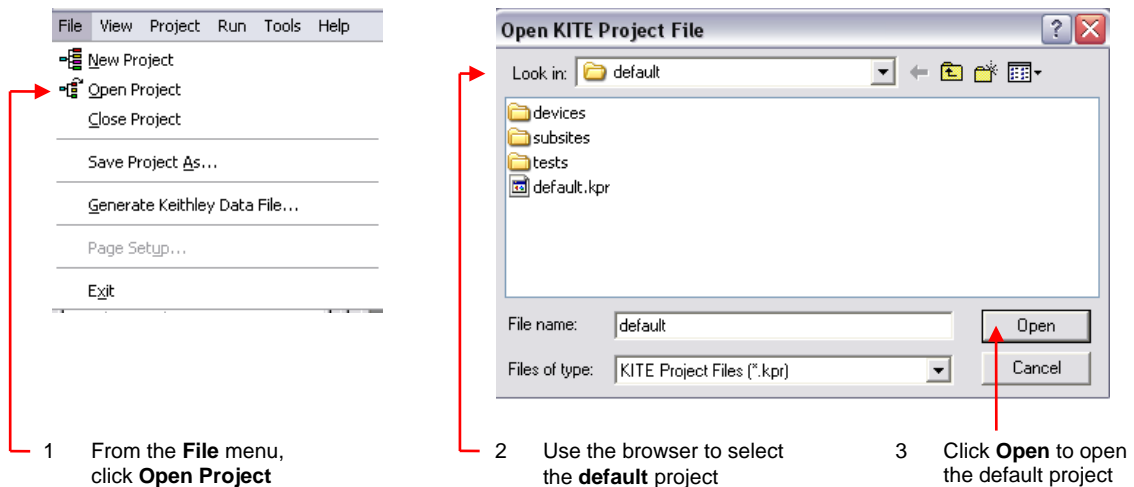 File View Project Run Tools Help
New Project
Open Project
Close Project
Save Project As...
Generate Keithley Data File...
Page Setup...
Exit
Open KITE Project File
Look in: default
devices
subsites
tests
default.kpr
File name: default
Open
Files of type: KITE Project Files (*.kpr)
Cancel
1 From the File menu,
click Open Project
2 Use the browser to select
the default project
3 Click Open to open
the default project